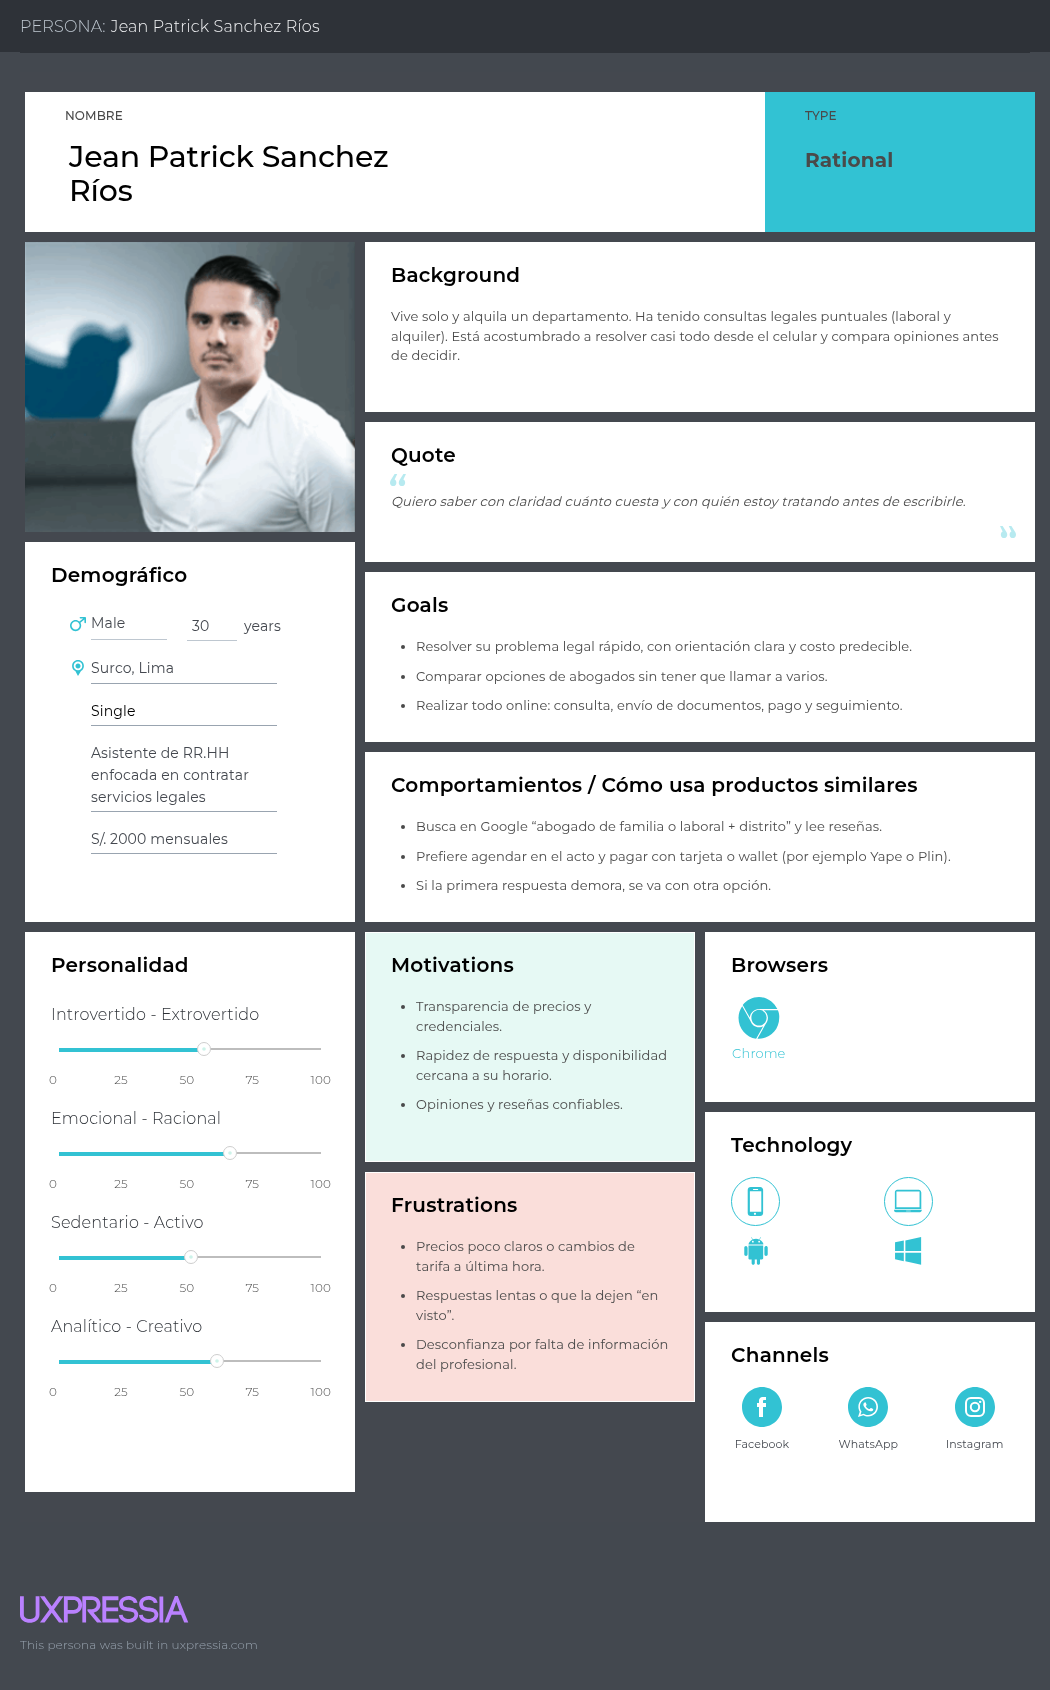 PERSONA: Jean Patrick Sanchez Ríos
NOMBRE
Jean Patrick Sanchez
Ríos
TYPE
Rational
Background
Vive solo y alquila un departamento. Ha tenido consultas legales puntuales (laboral y
alquiler). Está acostumbrado a resolver casi todo desde el celular y compara opiniones antes
de decidir.
Quote
“
Quiero saber con claridad cuánto cuesta y con quién estoy tratando antes de escribirle.
”
Demográfico
Male 30 years
Surco, Lima
Single
Asistente de RR.HH
enfocada en contratar
servicios legales
S/. 2000 mensuales
Goals
• Resolver su problema legal rápido, con orientación clara y costo predecible.
• Comparar opciones de abogados sin tener que llamar a varios.
• Realizar todo online: consulta, envío de documentos, pago y seguimiento.
Comportamientos / Cómo usa productos similares
• Busca en Google “abogado de familia o laboral + distrito” y lee reseñas.
• Prefiere agendar en el acto y pagar con tarjeta o wallet (por ejemplo Yape o Plin).
• Si la primera respuesta demora, se va con otra opción.
Personalidad
Introvertido - Extrovertido
0 25 50 75 100
Emocional - Racional
0 25 50 75 100
Sedentario - Activo
0 25 50 75 100
Analítico - Creativo
0 25 50 75 100
Motivations
• Transparencia de precios y
credenciales.
• Rapidez de respuesta y disponibilidad
cercana a su horario.
• Opiniones y reseñas confiables.
Frustrations
• Precios poco claros o cambios de
tarifa a última hora.
• Respuestas lentas o que la dejen “en
visto”.
• Desconfianza por falta de información
del profesional.
Browsers
Chrome
Technology
Channels
Facebook WhatsApp Instagram
UXPRESSIA
This persona was built in uxpressia.com